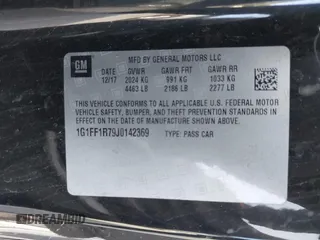 MFD BY GENERAL MOTORS LLC
GM DATE GVWR GAWR FRT GAWR RR
12/17 2024 KG 991 KG 1033 KG
4463 LB 2186 LB 2277 LB
THIS VEHICLE CONFORMS TO ALL APPLICABLE U.S. FEDERAL MOTOR
VEHICLE SAFETY, BUMPER, AND THEFT PREVENTION STANDARDS
IN EFFECT ON THE DATE OF MANUFACTURE SHOWN ABOVE.
1G1FF1R79J0142369 TYPE: PASS CAR